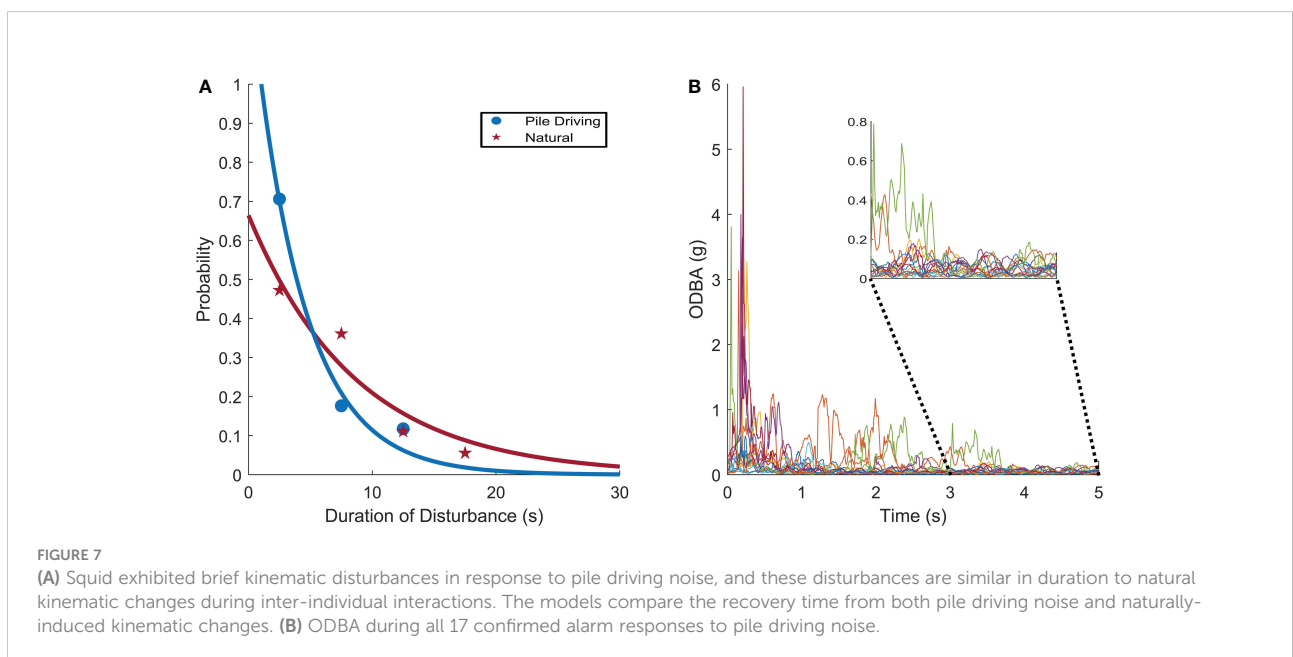 A
1
0.9
0.8
0.7
0.6
0.5
0.4
0.3
0.2
0.1
0
Probability
Pile Driving
Natural
0 10 20 30
Duration of Disturbance (s)
B
6
5
4
3
2
1
0
ODBA (g)
0.8
0.6
0.4
0.2
0
0 1 2 3 4 5
Time (s)
FIGURE 7
(A) Squid exhibited brief kinematic disturbances in response to pile driving noise, and these disturbances are similar in duration to natural
kinematic changes during inter-individual interactions. The models compare the recovery time from both pile driving noise and naturally-
induced kinematic changes. (B) ODBA during all 17 confirmed alarm responses to pile driving noise.